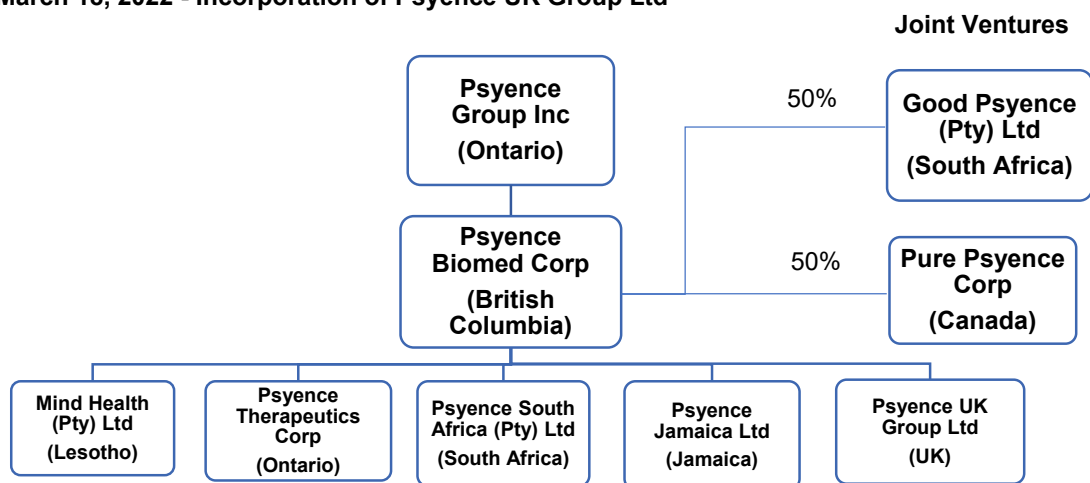 March 18, 2022 - Incorporation of Psyence UK Group Ltd
Joint Ventures
Psyence
Group Inc
(Ontario)
50%
Good Psyence
(Pty) Ltd
(South Africa)
Psyence
Biomed Corp
(British
Columbia)
50%
Pure Psyence
Corp
(Canada)
Mind Health
(Pty) Ltd
(Lesotho)
Psyence
Therapeutics
Corp
(Ontario)
Psyence South
Africa (Pty) Ltd
(South Africa)
Psyence
Jamaica Ltd
(Jamaica)
Psyence UK
Group Ltd
(UK)